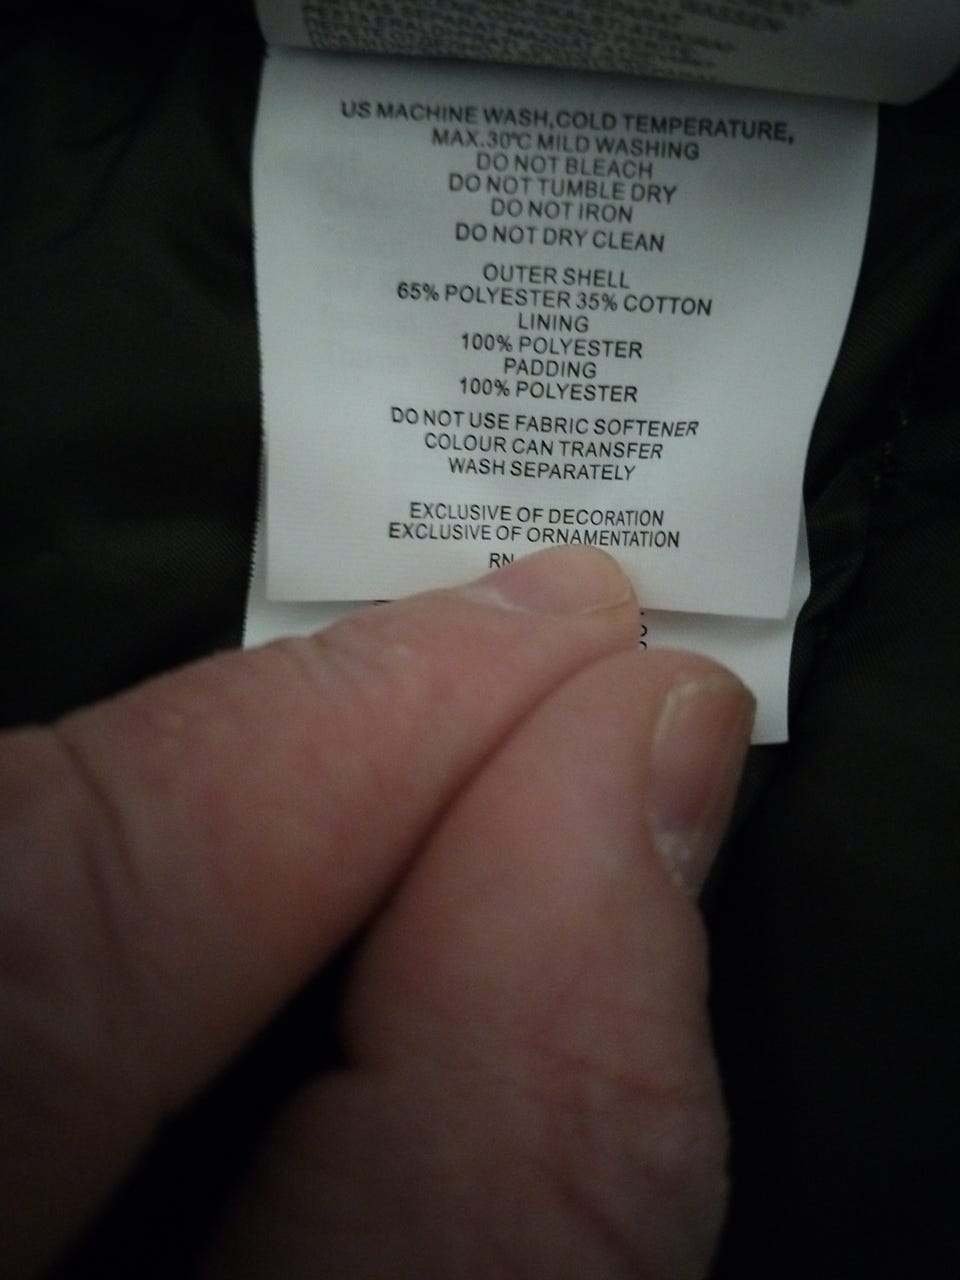 US MACHINE WASH,COLD TEMPERATURE,
MAX.30°C MILD WASHING
DO NOT BLEACH
DO NOT TUMBLE DRY
DO NOT IRON
DO NOT DRY CLEAN
OUTER SHELL
65% POLYESTER 35% COTTON
LINING
100% POLYESTER
PADDING
100% POLYESTER
DO NOT USE FABRIC SOFTENER
COLOUR CAN TRANSFER
WASH SEPARATELY
EXCLUSIVE OF DECORATION
EXCLUSIVE OF ORNAMENTATION
RN